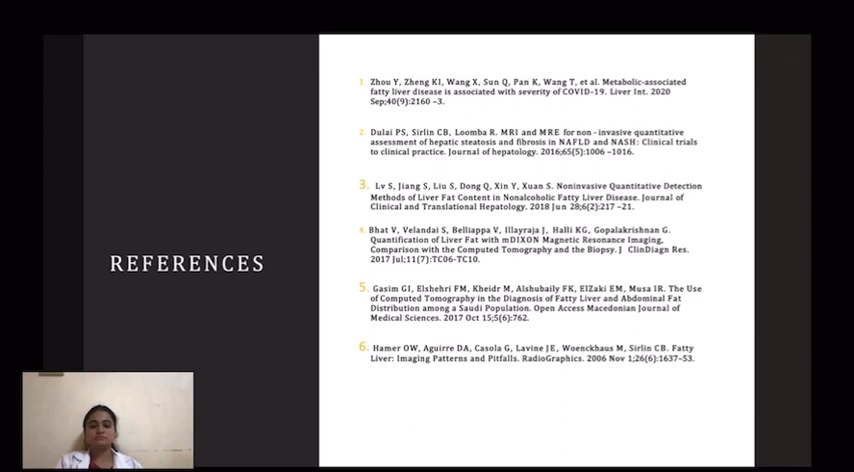 REFERENCES
1. Zhou Y, Zheng KI, Wang X, Sun Q, Pan K, Wang T, et al. Metabolic-associated
fatty liver disease is associated with severity of COVID-19. Liver Int. 2020
Sep;40(9):2160 –3.
2. Dulai PS, Sirlin CB, Loomba R. MRI and MRE for non - invasive quantitative
assessment of hepatic steatosis and fibrosis in NAFLD and NASH: Clinical trials
to clinical practice. Journal of hepatology. 2016;65(5):1006 –1016.
3. Lv S, Jiang S, Liu S, Dong Q, Xin Y, Xuan S. Noninvasive Quantitative Detection
Methods of Liver Fat Content in Nonalcoholic Fatty Liver Disease. Journal of
Clinical and Translational Hepatology. 2018 Jun 28;6(2):217 –21.
4. Bhat V, Velandai S, Belliappa V, Illayraja J, Halli KG, Gopalakrishnan G.
Quantification of Liver Fat with mDIXON Magnetic Resonance Imaging,
Comparison with the Computed Tomography and the Biopsy. J ClinDiagn Res.
2017 Jul;11(7):TC06-TC10.
5. Gasim GI, Elshehri FM, Kheidr M, Alshubaily FK, ElZaki EM, Musa IR. The Use
of Computed Tomography in the Diagnosis of Fatty Liver and Abdominal Fat
Distribution among a Saudi Population. Open Access Macedonian Journal of
Medical Sciences. 2017 Oct 15;5(6):762.
6. Hamer OW, Aguirre DA, Casola G, Lavine JE, Woenckhaus M, Sirlin CB. Fatty
Liver: Imaging Patterns and Pitfalls. RadioGraphics. 2006 Nov 1;26(6):1637–53.